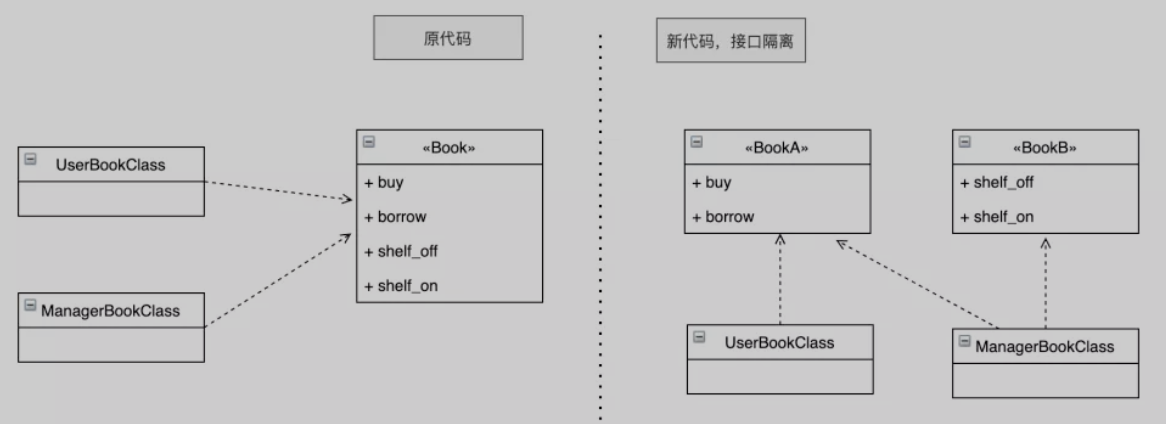 原代码
新代码，接口隔离
UserBookClass
ManagerBookClass
«Book»
+ buy
+ borrow
+ shelf_off
+ shelf_on
«BookA»
+ buy
+ borrow
«BookB»
+ shelf_off
+ shelf_on
UserBookClass
ManagerBookClass